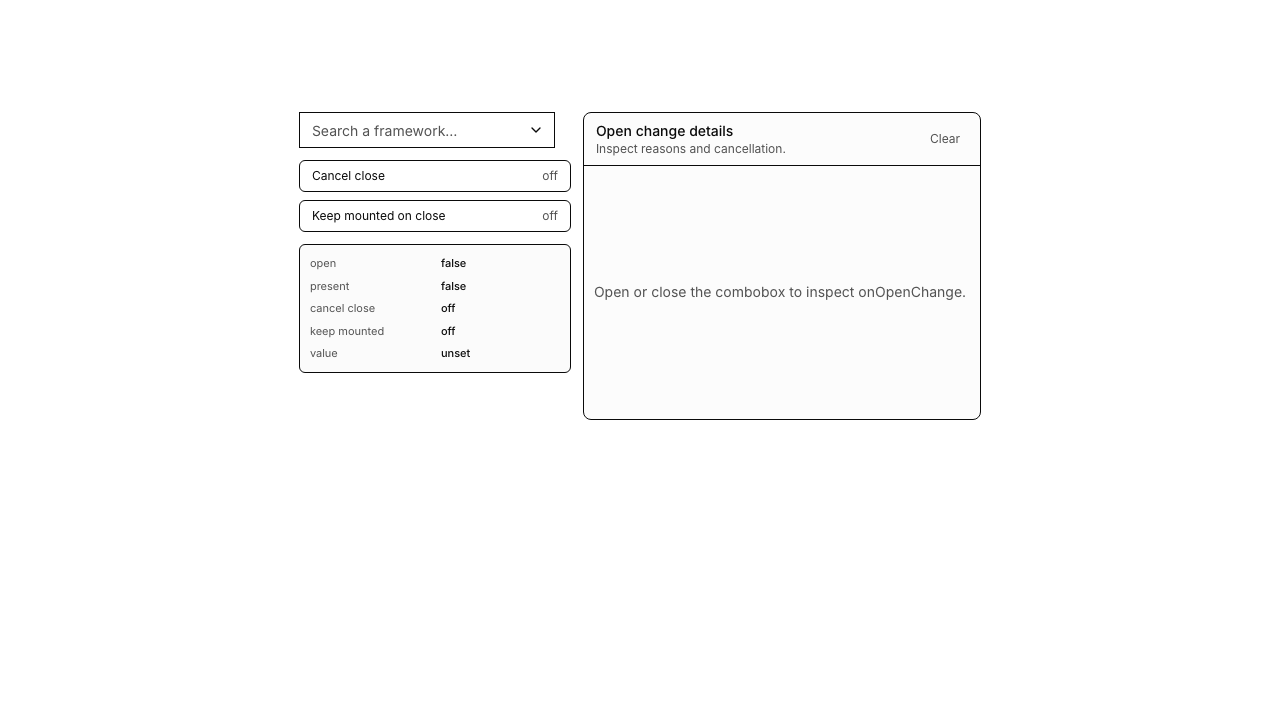 Search a framework...
Cancel close off
Keep mounted on close off
open false
present false
cancel close off
keep mounted off
value unset
Open change details
Inspect reasons and cancellation.
Clear
Open or close the combobox to inspect onOpenChange.